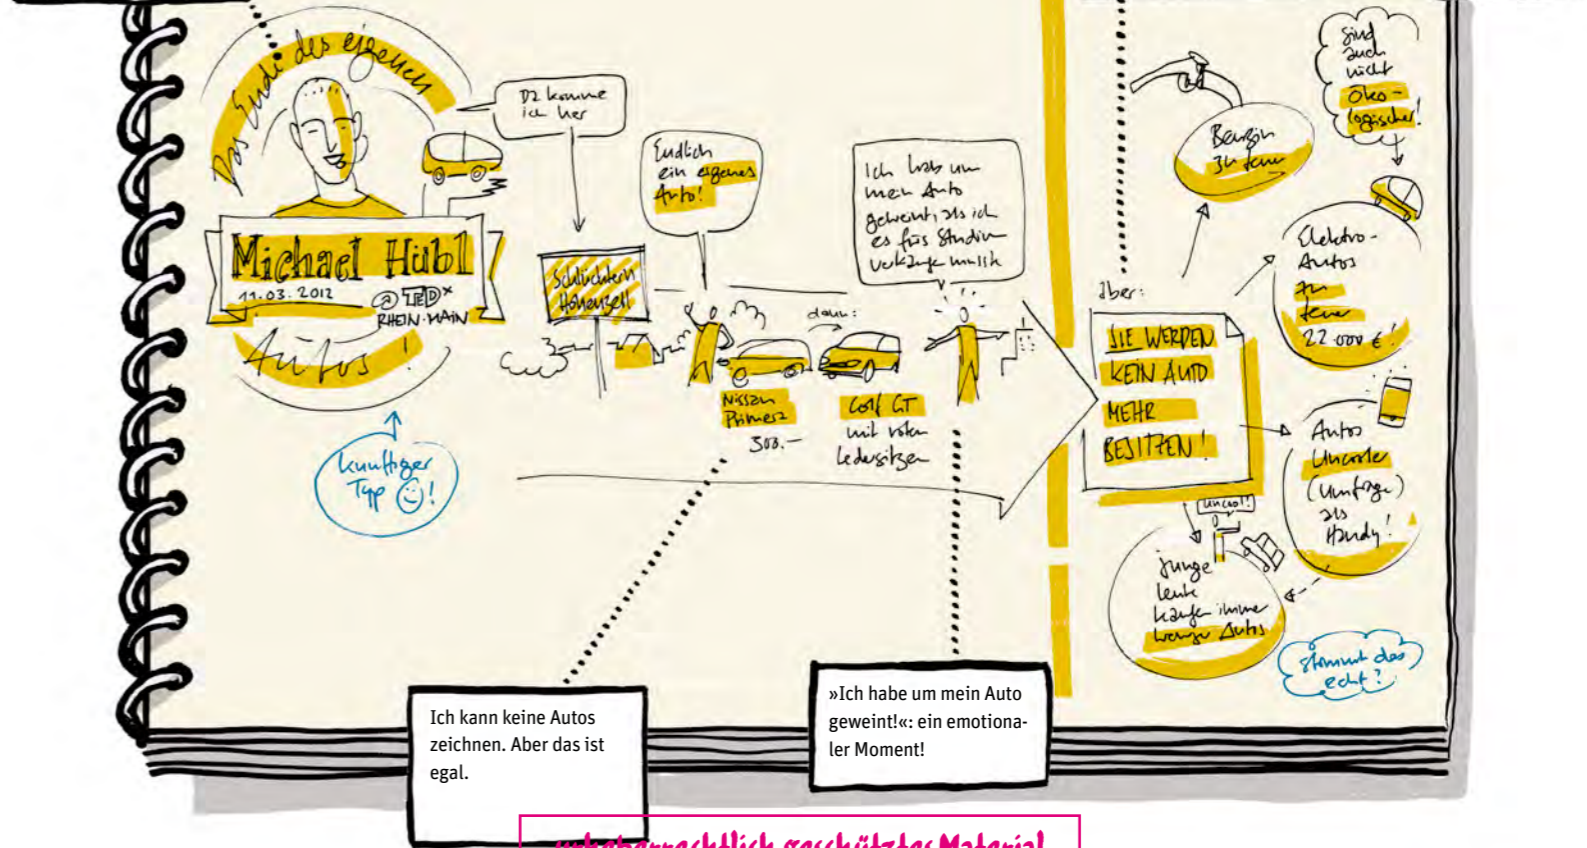 Das Ende des eigenen
Michael Hübl
11.03.2012
@ TEDx
RHEIN-MAIN
Autos!
künftiger
Typ !
Da komme
ich her
Schlüchtern
Hohenzell
Endlich
ein eigenes
Auto!
Nissan
Primera
300.—
dann:
Golf GT
mit roten
Ledersitzen
Ich hab um
mein Auto
geweint, als ich
es fürs Studium
verkaufen musste
aber:
SIE WERDEN
KEIN AUTO
MEHR
BESITZEN!
Benzin
zu teuer
sind
auch
nicht
öko-
logischer!
Elektro-
Autos
zu
teuer
22.000 €!
Autos
Uncooler
(Umfrage)
als
Handy!
uncool!
junge
Leute
kaufen immer
weniger Autos
stimmt das
echt?
Ich kann keine Autos
zeichnen. Aber das ist
egal.
»Ich habe um mein Auto
geweint!«: ein emotiona-
ler Moment!
urheberrechtlich geschütztes Material